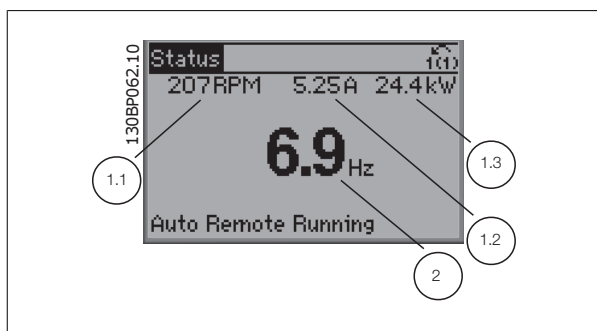 130BP062.10
Status
1(1)
207RPM 5.25A 24.4kW
6.9Hz
Auto Remote Running
1.1
1.3
1.2
2